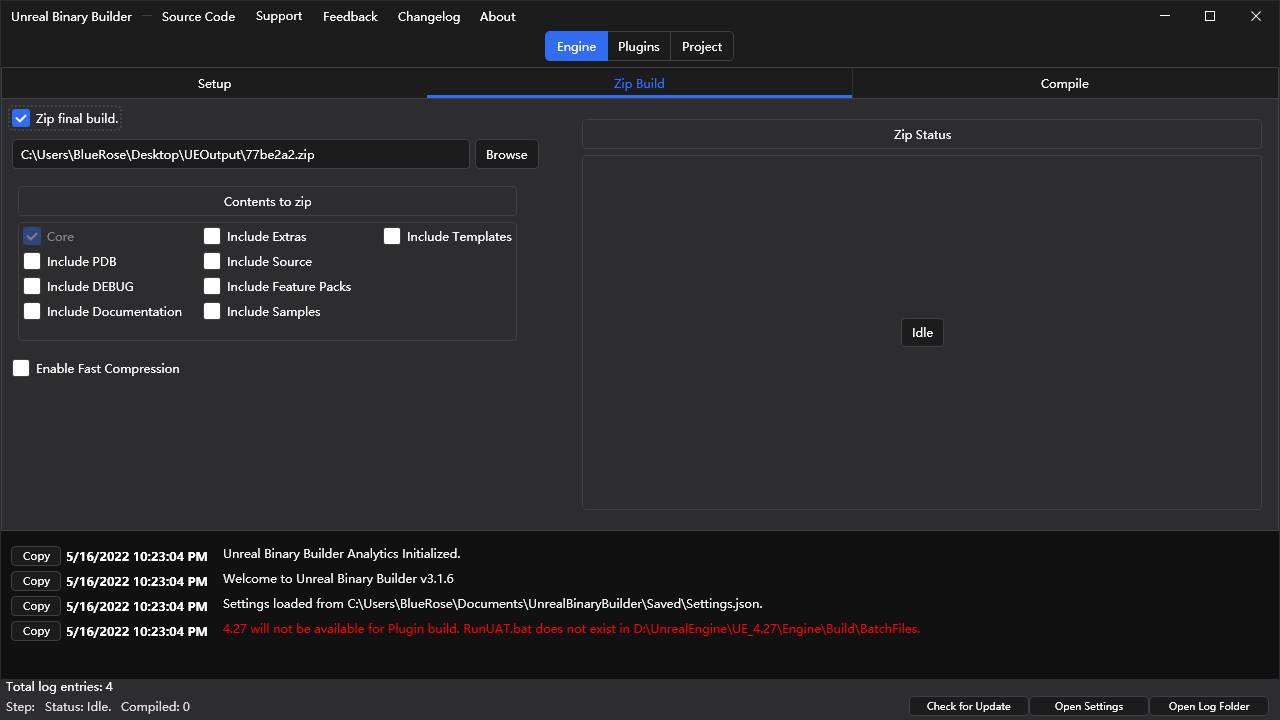 Unreal Binary Builder — Source Code Support Feedback Changelog About
Engine Plugins Project
Setup Zip Build Compile
Zip final build.
C:\Users\BlueRose\Desktop\UEOutput\77be2a2.zip Browse
Contents to zip
Core Include Extras Include Templates
Include PDB Include Source
Include DEBUG Include Feature Packs
Include Documentation Include Samples
Enable Fast Compression
Zip Status
Idle
Copy 5/16/2022 10:23:04 PM Unreal Binary Builder Analytics Initialized.
Copy 5/16/2022 10:23:04 PM Welcome to Unreal Binary Builder v3.1.6
Copy 5/16/2022 10:23:04 PM Settings loaded from C:\Users\BlueRose\Documents\UnrealBinaryBuilder\Saved\Settings.json.
Copy 5/16/2022 10:23:04 PM 4.27 will not be available for Plugin build. RunUAT.bat does not exist in D:\UnrealEngine\UE_4.27\Engine\Build\BatchFiles.
Total log entries: 4
Step: Status: Idle. Compiled: 0 Check for Update Open Settings Open Log Folder